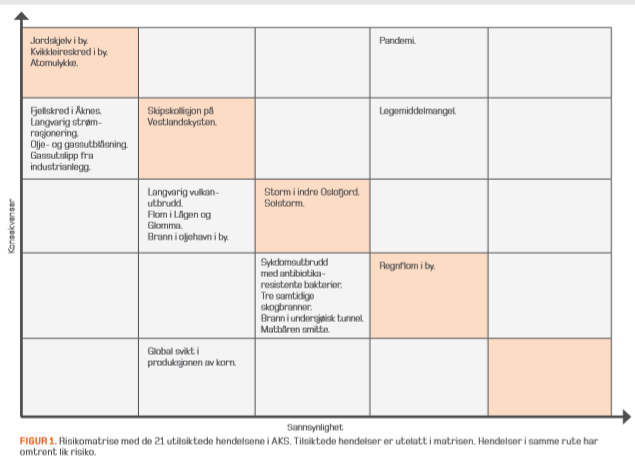 Jordskjelv i by.
Kvikkleireskred i by.
Atomulykke.
Pandemi.
Fjellskred i Åknes.
Langvarig strøm-
rasjonering.
Olje- og gassutblåsning.
Gassutslipp fra
industrianlegg.
Skipskollisjon på
Vestlandskysten.
Legemiddelmangel.
Langvarig vulkan-
utbrudd.
Flom i Lågen og
Glomma.
Brann i oljehavn i by.
Storm i indre Oslofjord.
Solstorm.
Sykdomsutbrudd
med antibiotika-
resistente bakterier.
Tre samtidige
skogbranner.
Brann i undersjøisk tunnel.
Matbåren smitte.
Regnflom i by.
Global svikt i
produksjonen av korn.
Konsekvenser
Sannsynlighet
FIGUR 1. Risikomatrise med de 21 utilsiktede hendelsene i AKS. Tilsiktede hendelser er utelatt i matrisen. Hendelser i samme rute har
omtrent lik risiko.